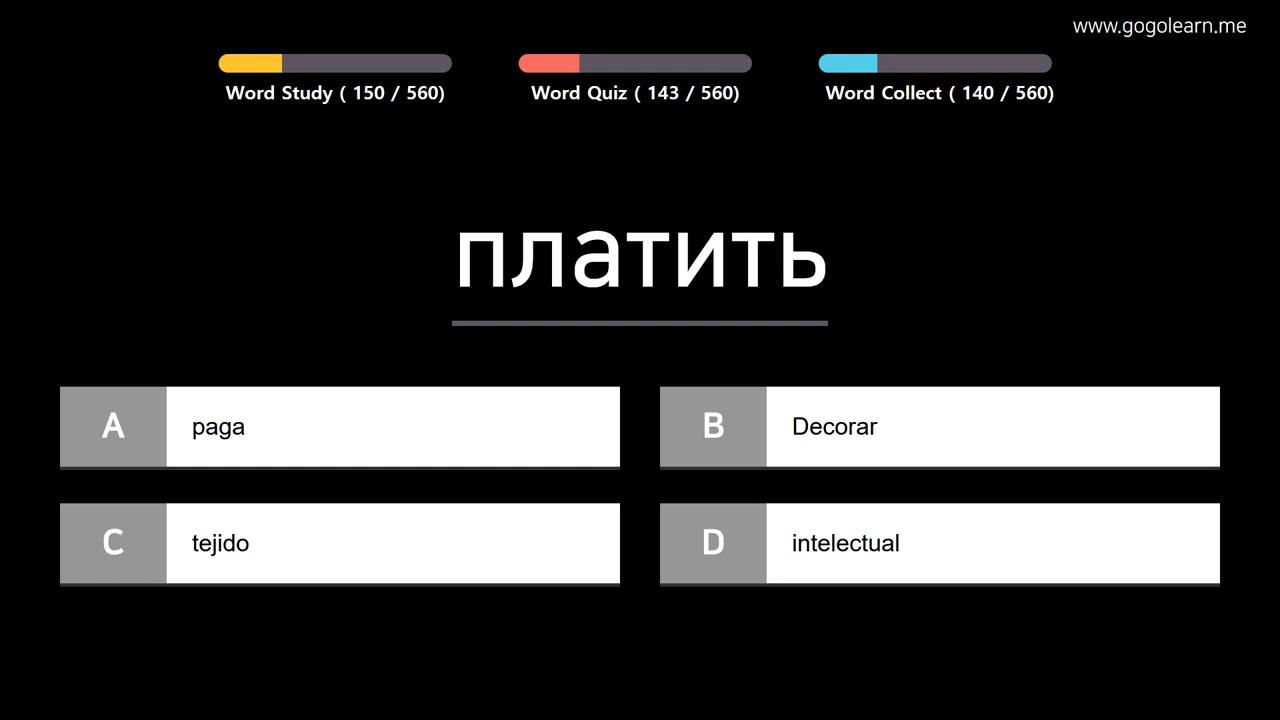 www.gogolearn.me
Word Study ( 150 / 560)
Word Quiz ( 143 / 560)
Word Collect ( 140 / 560)
платить
A paga
B Decorar
C tejido
D intelectual